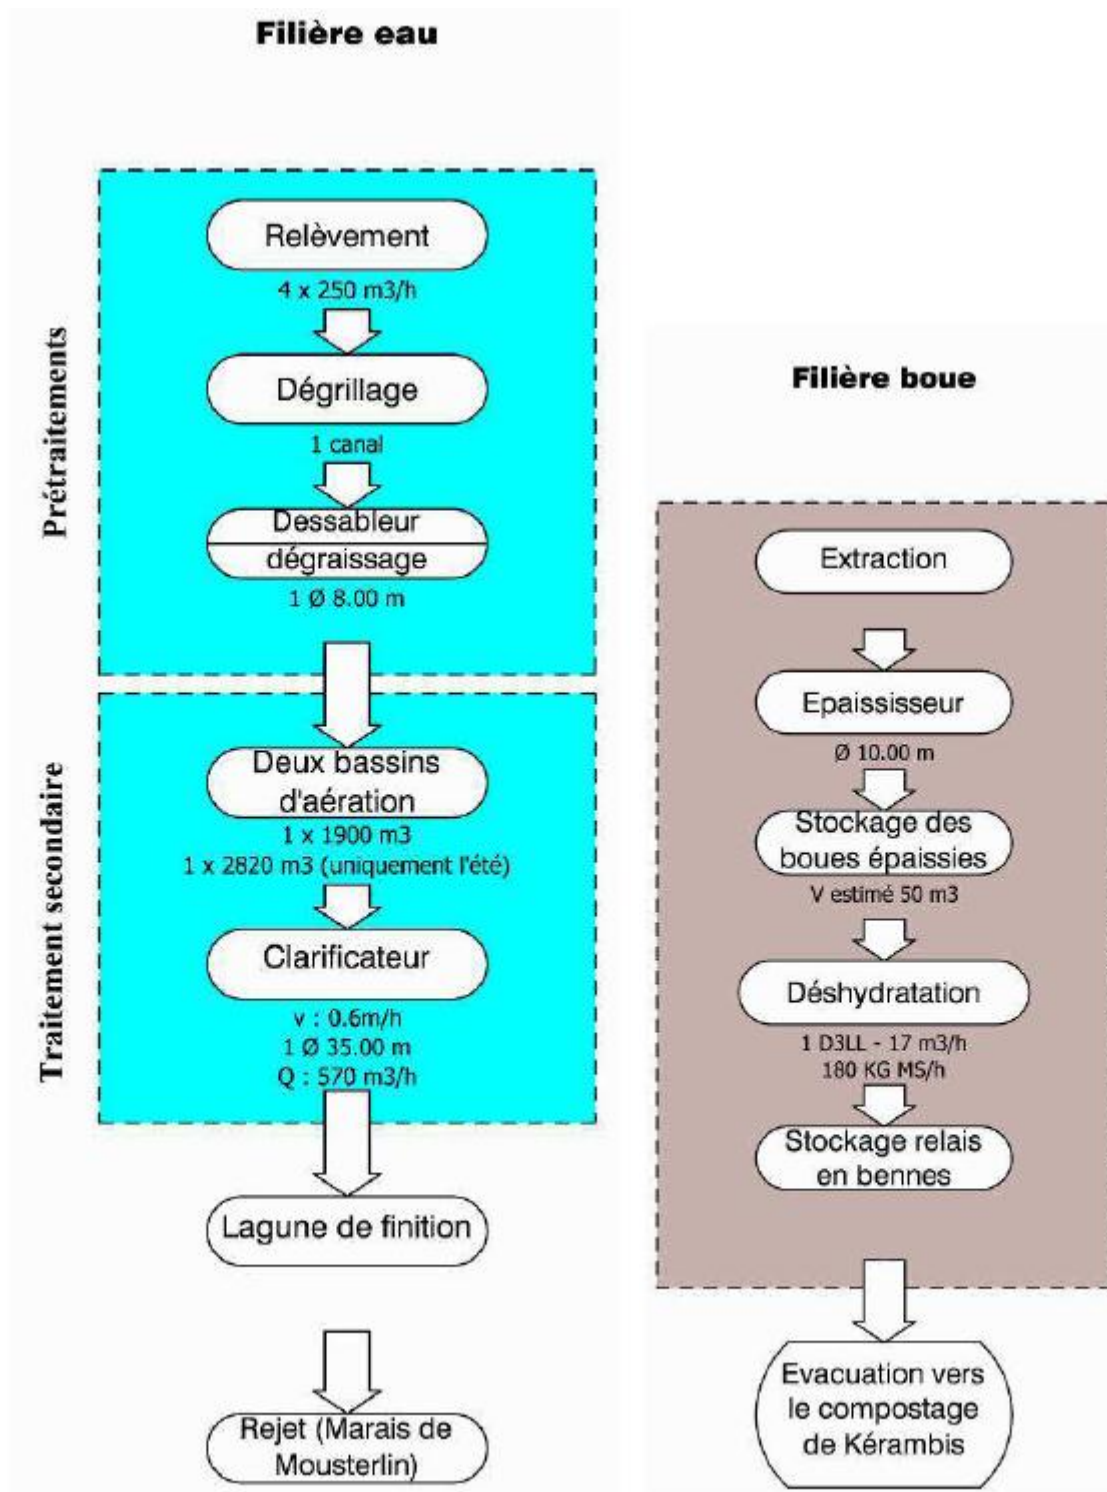 Filière eau
Prétraitements
Relèvement
4 x 250 m3/h
Dégrillage
1 canal
Dessableur
dégraissage
1 Ø 8.00 m
Traitement secondaire
Deux bassins
d'aération
1 x 1900 m3
1 x 2820 m3 (uniquement l'été)
Clarificateur
v : 0.6m/h
1 Ø 35.00 m
Q : 570 m3/h
Lagune de finition
Rejet (Marais de
Mousterlin)
Filière boue
Extraction
Epaississeur
Ø 10.00 m
Stockage des
boues épaissies
V estimé 50 m3
Déshydratation
1 D3LL - 17 m3/h
180 KG MS/h
Stockage relais
en bennes
Evacuation vers
le compostage
de Kérambis